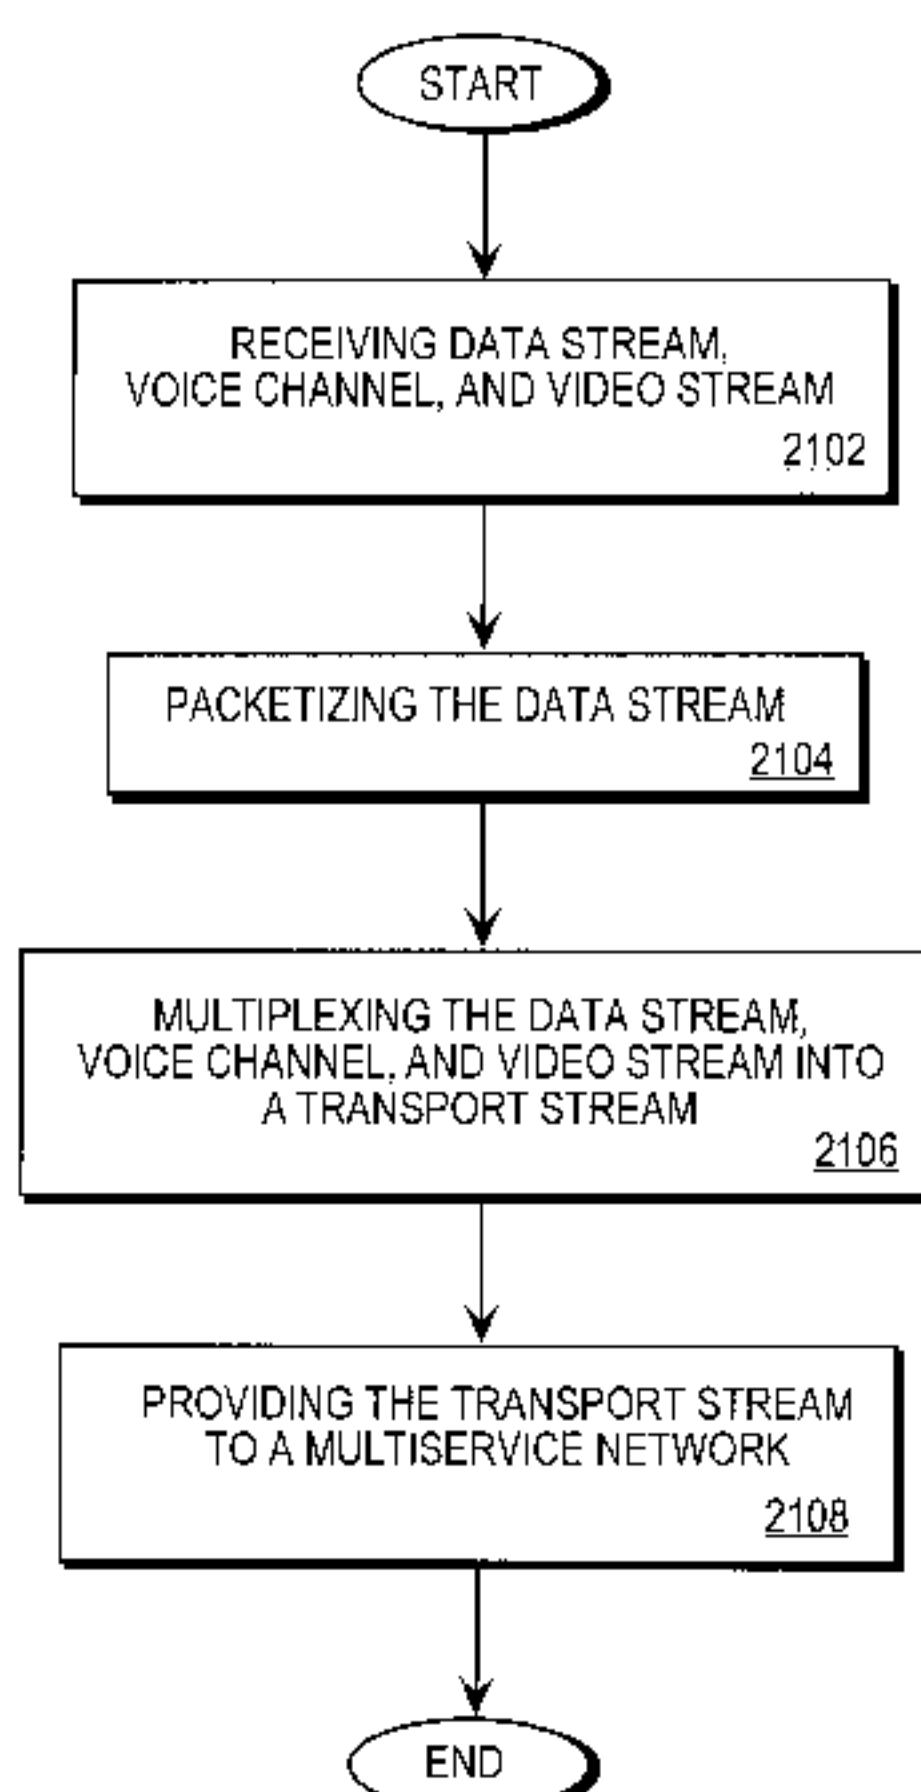 START
RECEIVING DATA STREAM,
VOICE CHANNEL, AND VIDEO STREAM
2102
PACKETIZING THE DATA STREAM
2104
MULTIPLEXING THE DATA STREAM,
VOICE CHANNEL, AND VIDEO STREAM INTO
A TRANSPORT STREAM
2106
PROVIDING THE TRANSPORT STREAM
TO A MULTISERVICE NETWORK
2108
END